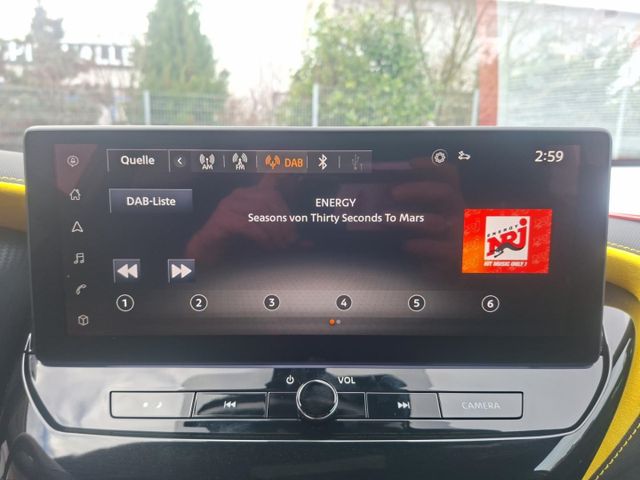 Quelle
AM
FM
DAB
1
2:59
DAB-Liste
ENERGY
Seasons von Thirty Seconds To Mars
ENERGY
NRJ
HIT MUSIC ONLY!
1
2
3
4
5
6
VOL
CAMERA